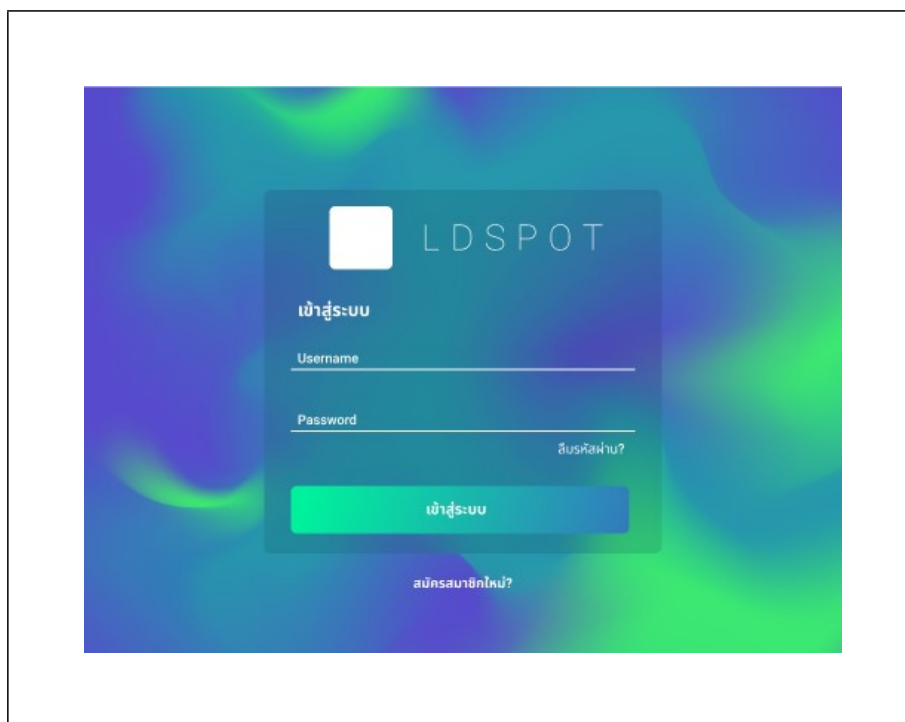 LDSPOT
เข้าสู่ระบบ
Username
Password
ลืมรหัสผ่าน?
เข้าสู่ระบบ
สมัครสมาชิกใหม่?